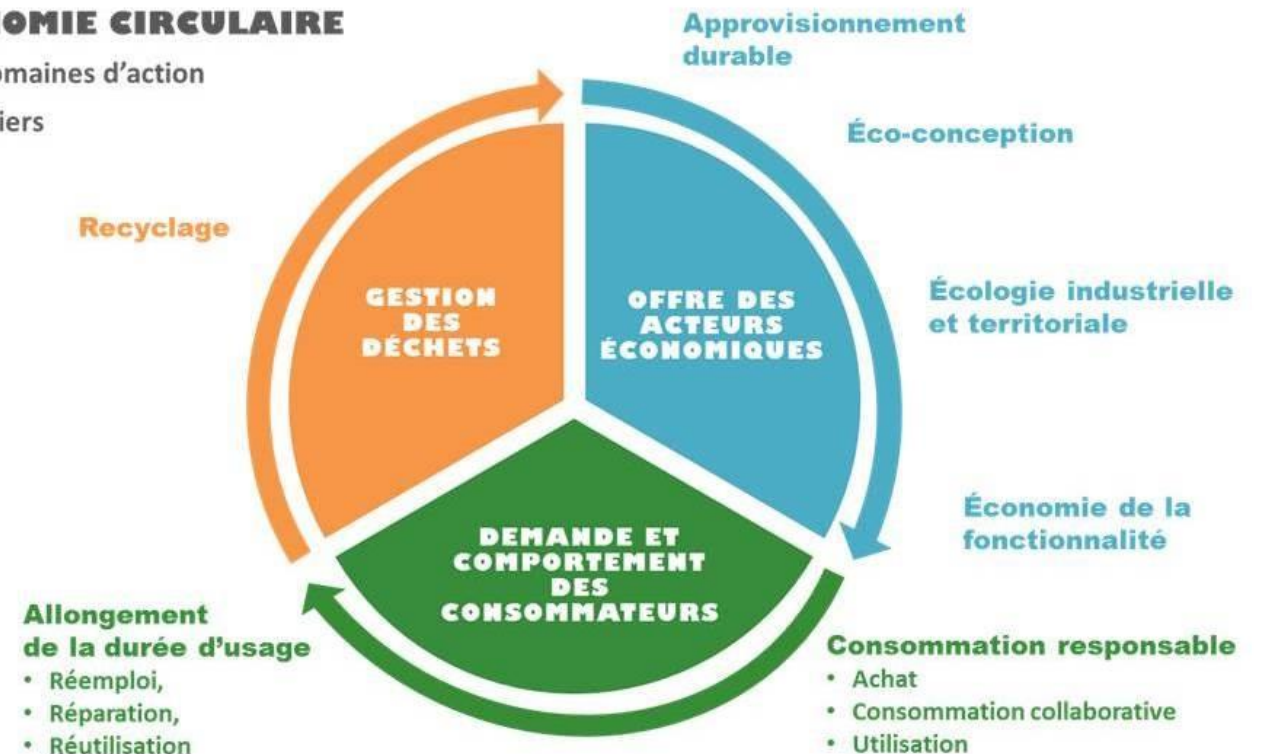 OMIE CIRCULAIRE
maines d'action
iers
Approvisionnement
durable
Éco-conception
Écologie industrielle
et territoriale
Économie de la
fonctionnalité
Recyclage
GESTION
DES
DÉCHETS
OFFRE DES
ACTEURS
ÉCONOMIQUES
DEMANDE ET
COMPORTEMENT
DES
CONSOMMATEURS
Allongement
de la durée d'usage
• Réemploi,
• Réparation,
• Réutilisation
Consommation responsable
• Achat
• Consommation collaborative
• Utilisation